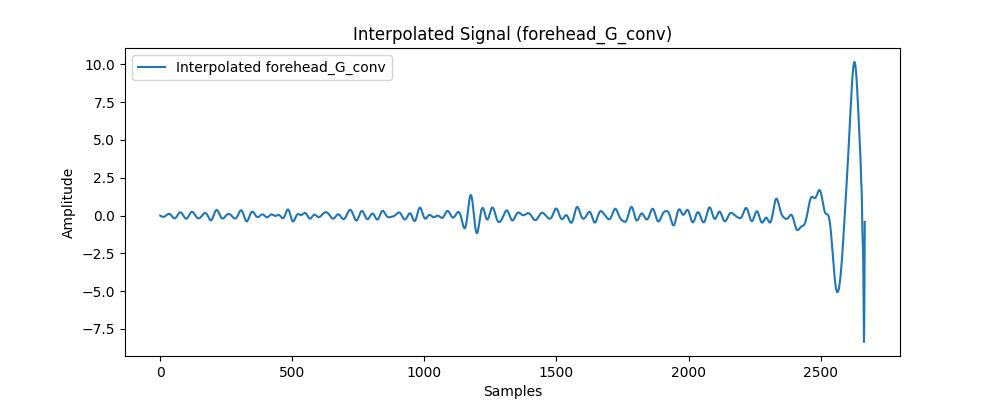 Interpolated Signal (forehead_G_conv)
Interpolated forehead_G_conv
10.0
7.5
5.0
2.5
0.0
−2.5
−5.0
−7.5
Amplitude
0 500 1000 1500 2000 2500
Samples